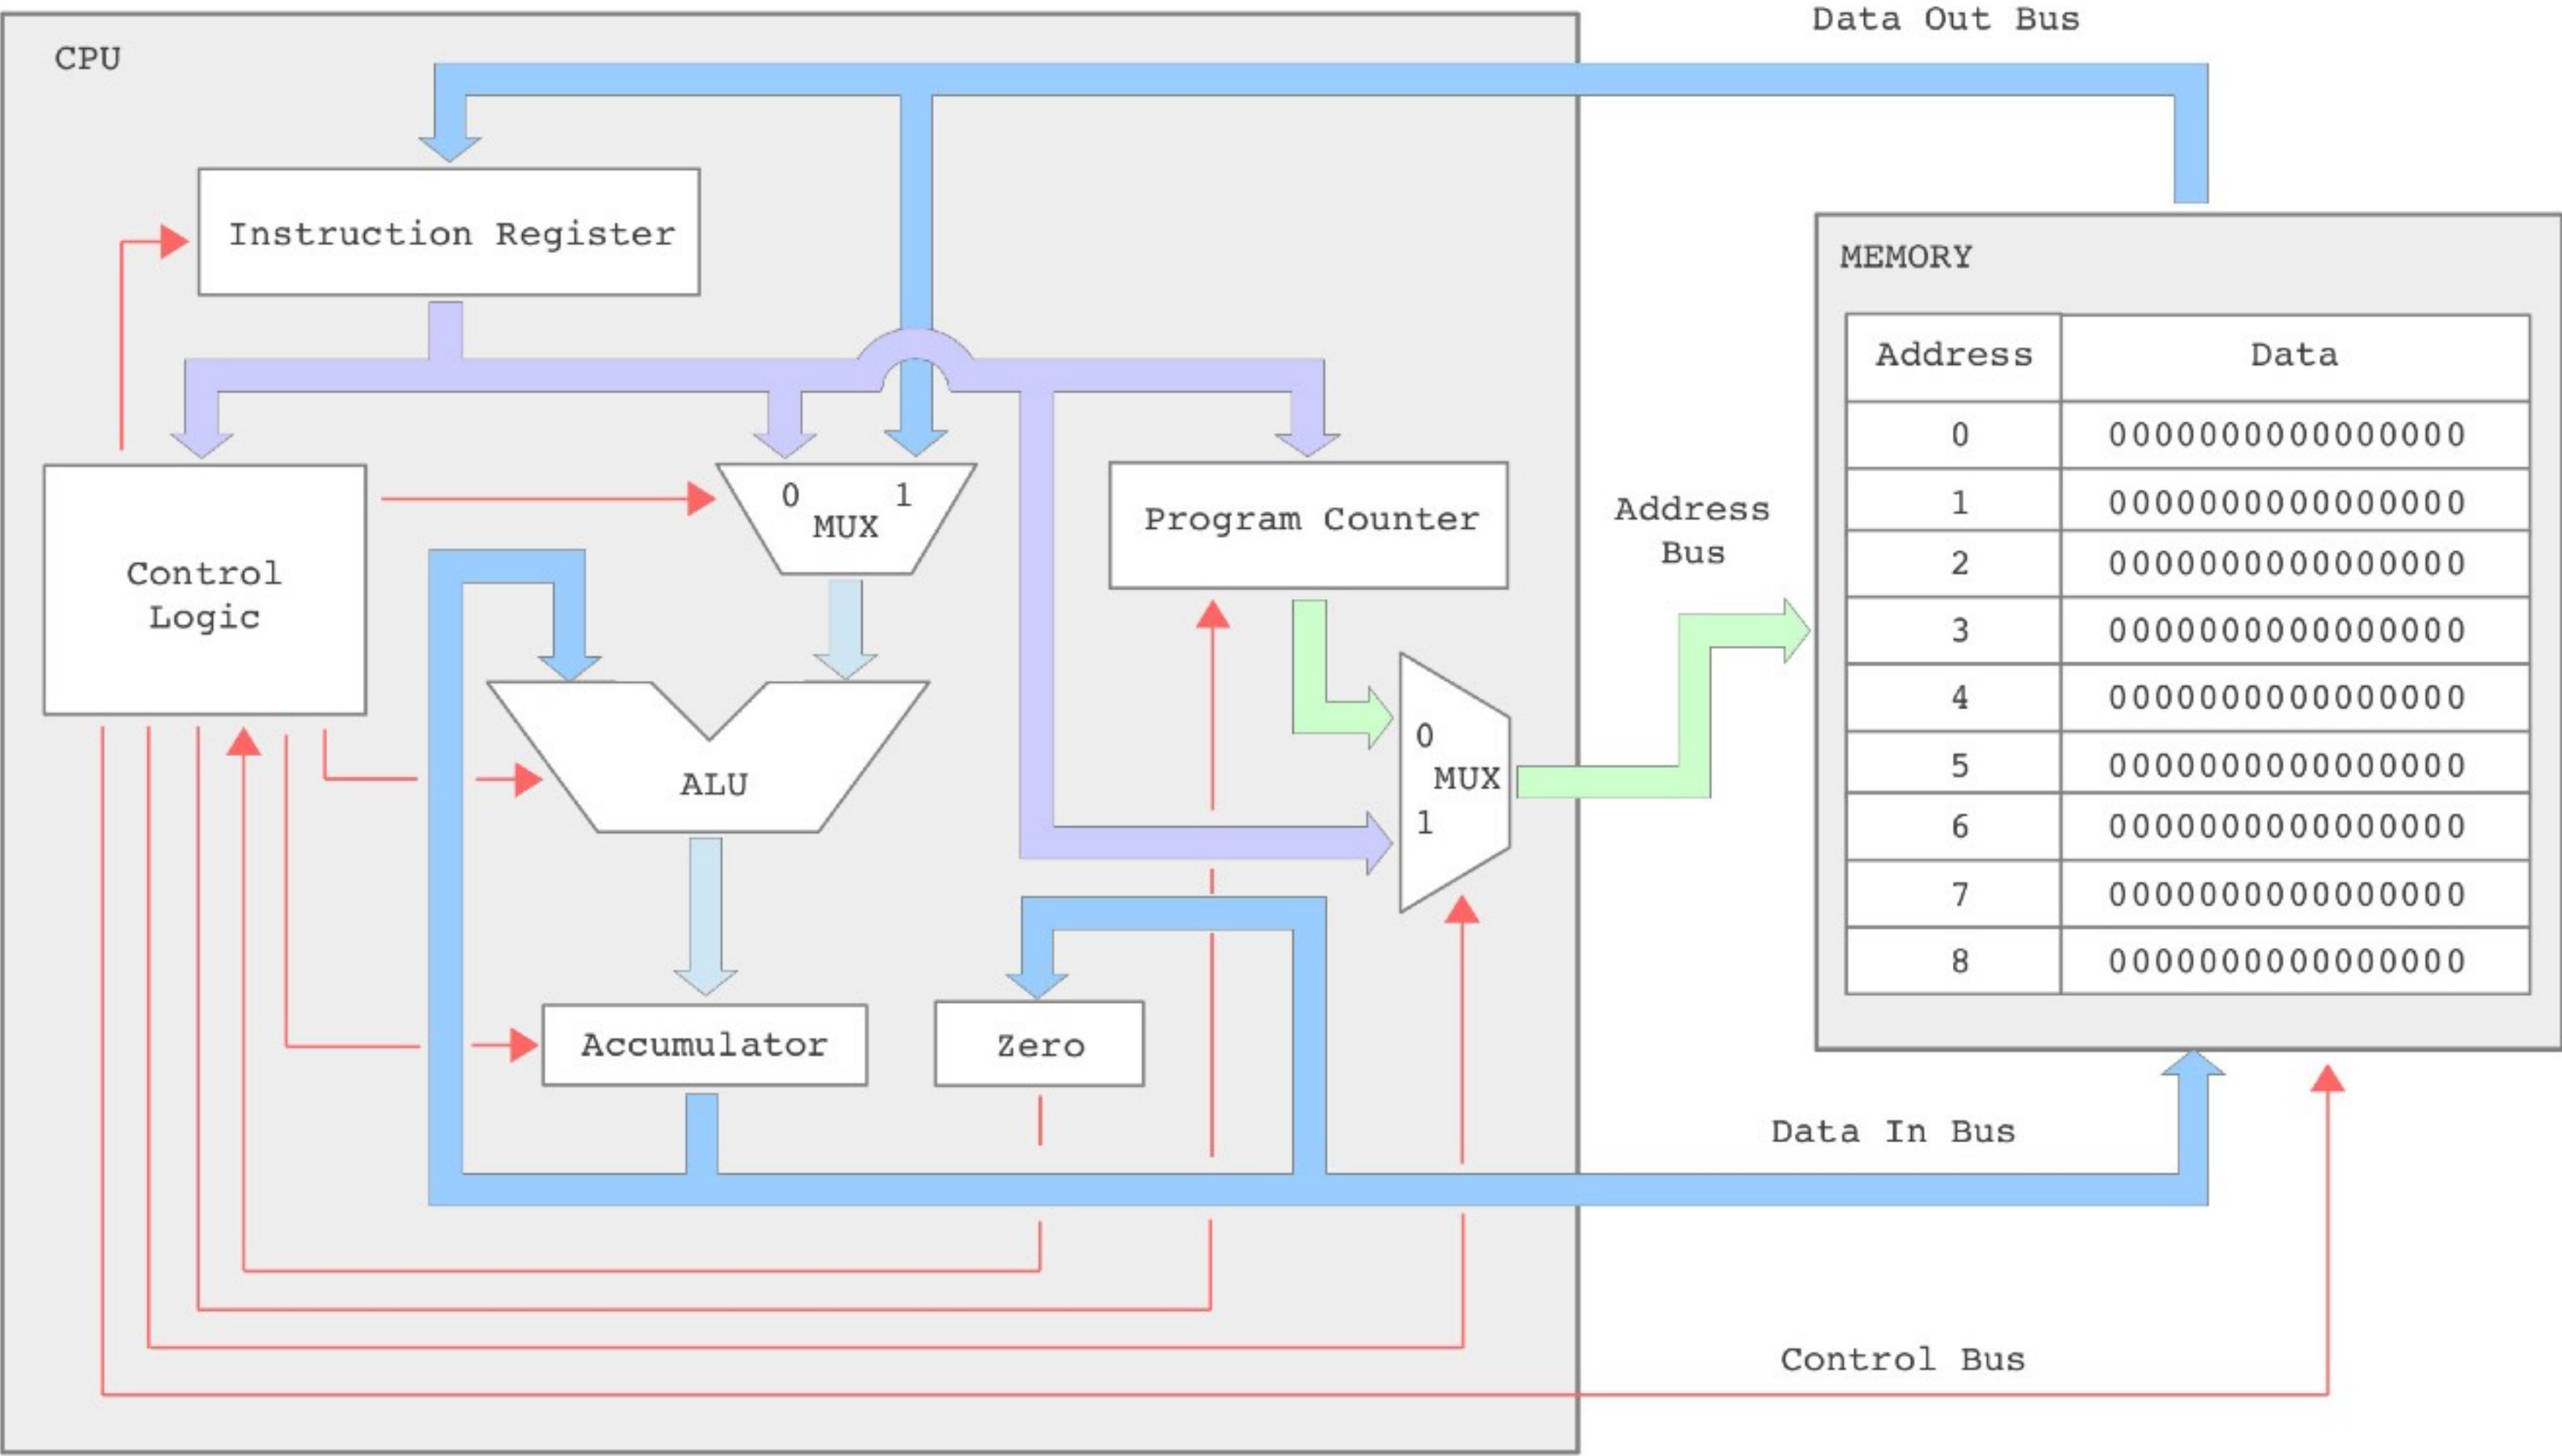 Data Out Bus
CPU
Instruction Register
MEMORY
Address Data
0 0000000000000000
1 0000000000000000
2 0000000000000000
3 0000000000000000
4 0000000000000000
5 0000000000000000
6 0000000000000000
7 0000000000000000
8 0000000000000000
Control
Logic
0 1
MUX
Program Counter
Address
Bus
0
MUX
1
ALU
Accumulator
Zero
Data In Bus
Control Bus